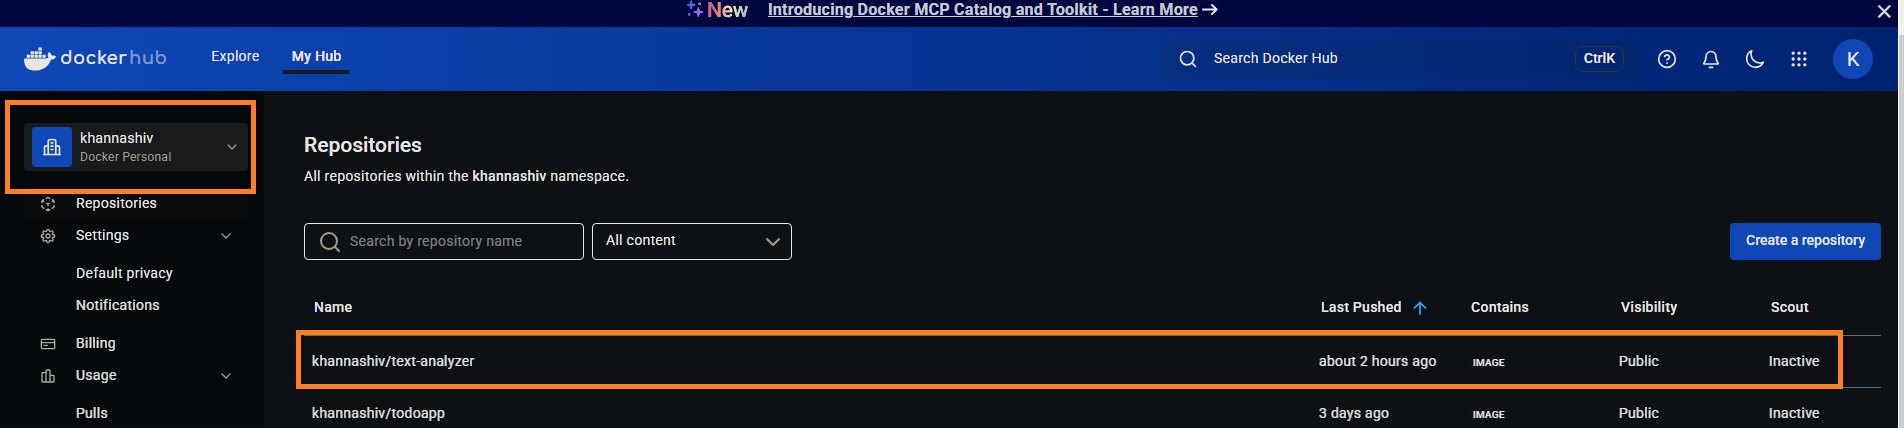 New Introducing Docker MCP Catalog and Toolkit - Learn More
dockerhub Explore My Hub Search Docker Hub CtrlK K
khannashiv
Docker Personal
Repositories
Settings
Default privacy
Notifications
Billing
Usage
Pulls
Repositories
All repositories within the khannashiv namespace.
Search by repository name All content Create a repository
Name Last Pushed Contains Visibility Scout
khannashiv/text-analyzer about 2 hours ago IMAGE Public Inactive
khannashiv/todoapp 3 days ago IMAGE Public Inactive